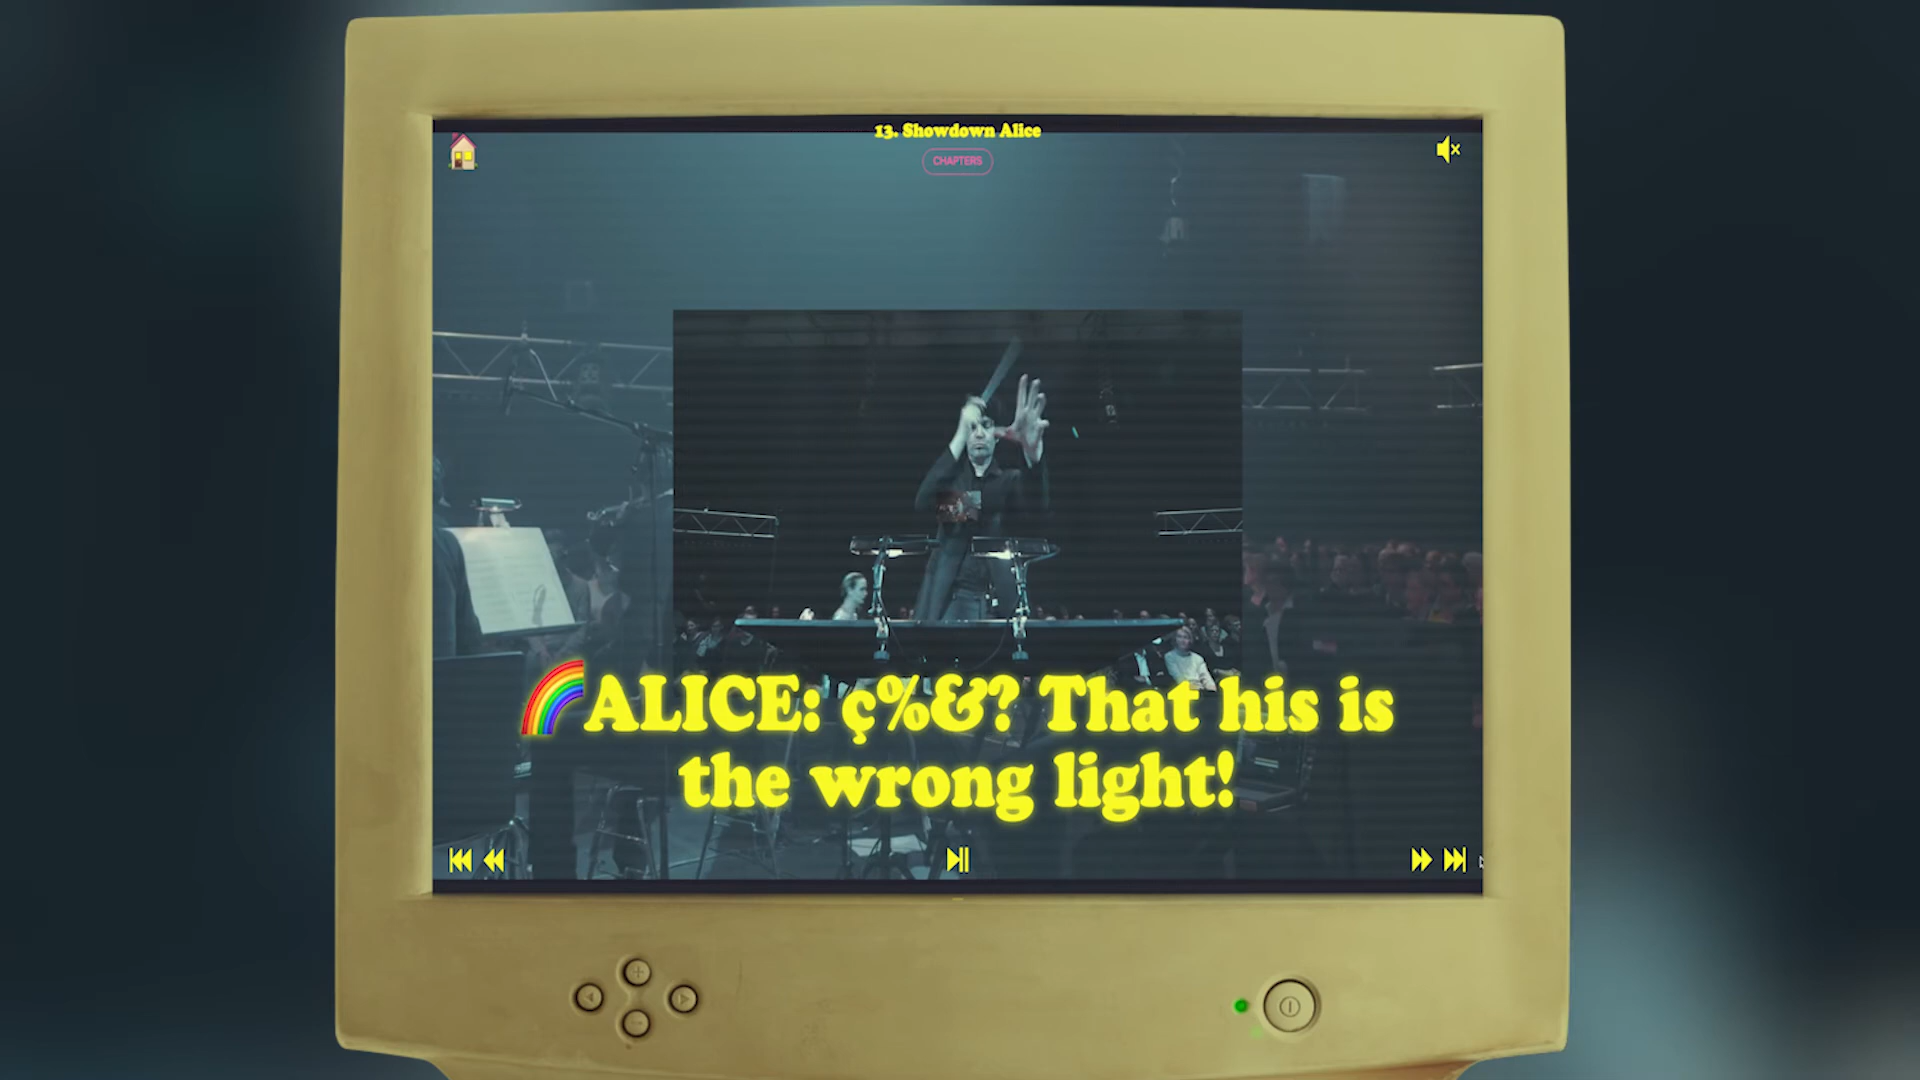 13. Showdown Alice
CHAPTERS
🌈ALICE: ç%&? That his is
the wrong light!